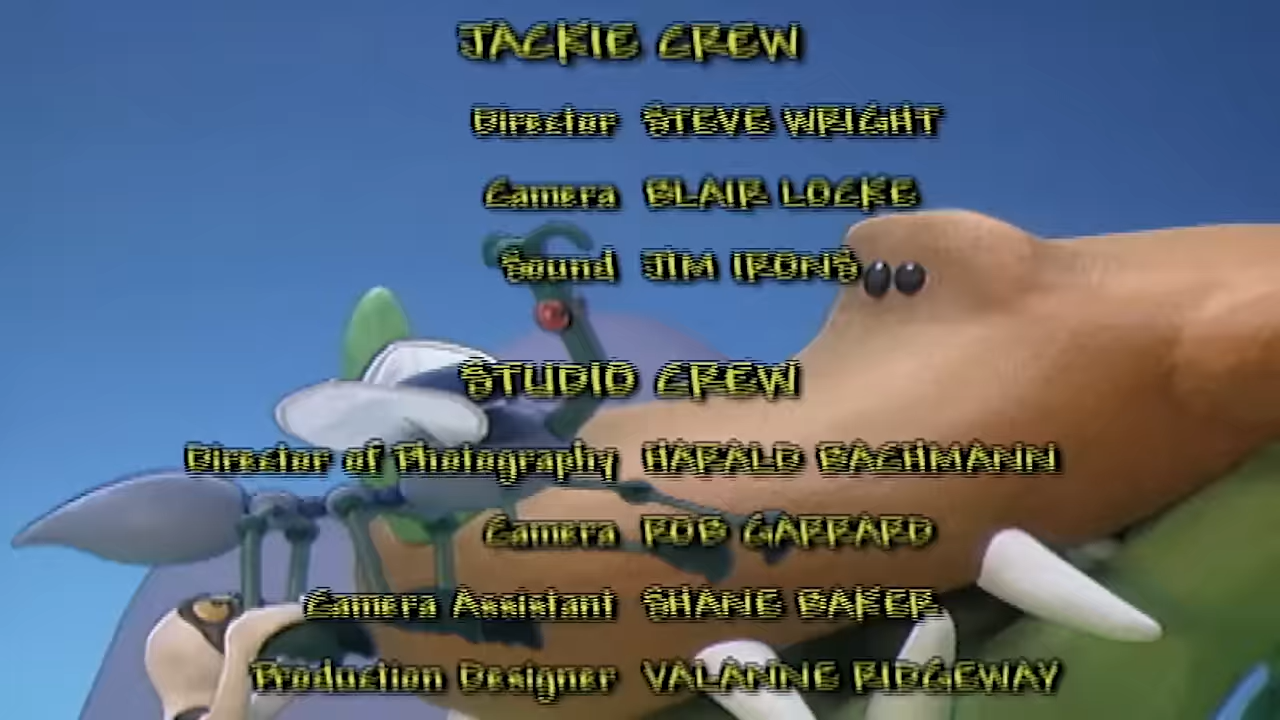 JACKIE CREW
Director STEVE WRIGHT
Camera BLAIR LOCKE
Sound JIM IRONS
STUDIO CREW
Director of Photography HARALD BACHMANN
Camera ROB GARRARD
Camera Assistant SHANE BAKER
Production Designer VALANNE RIDGEWAY